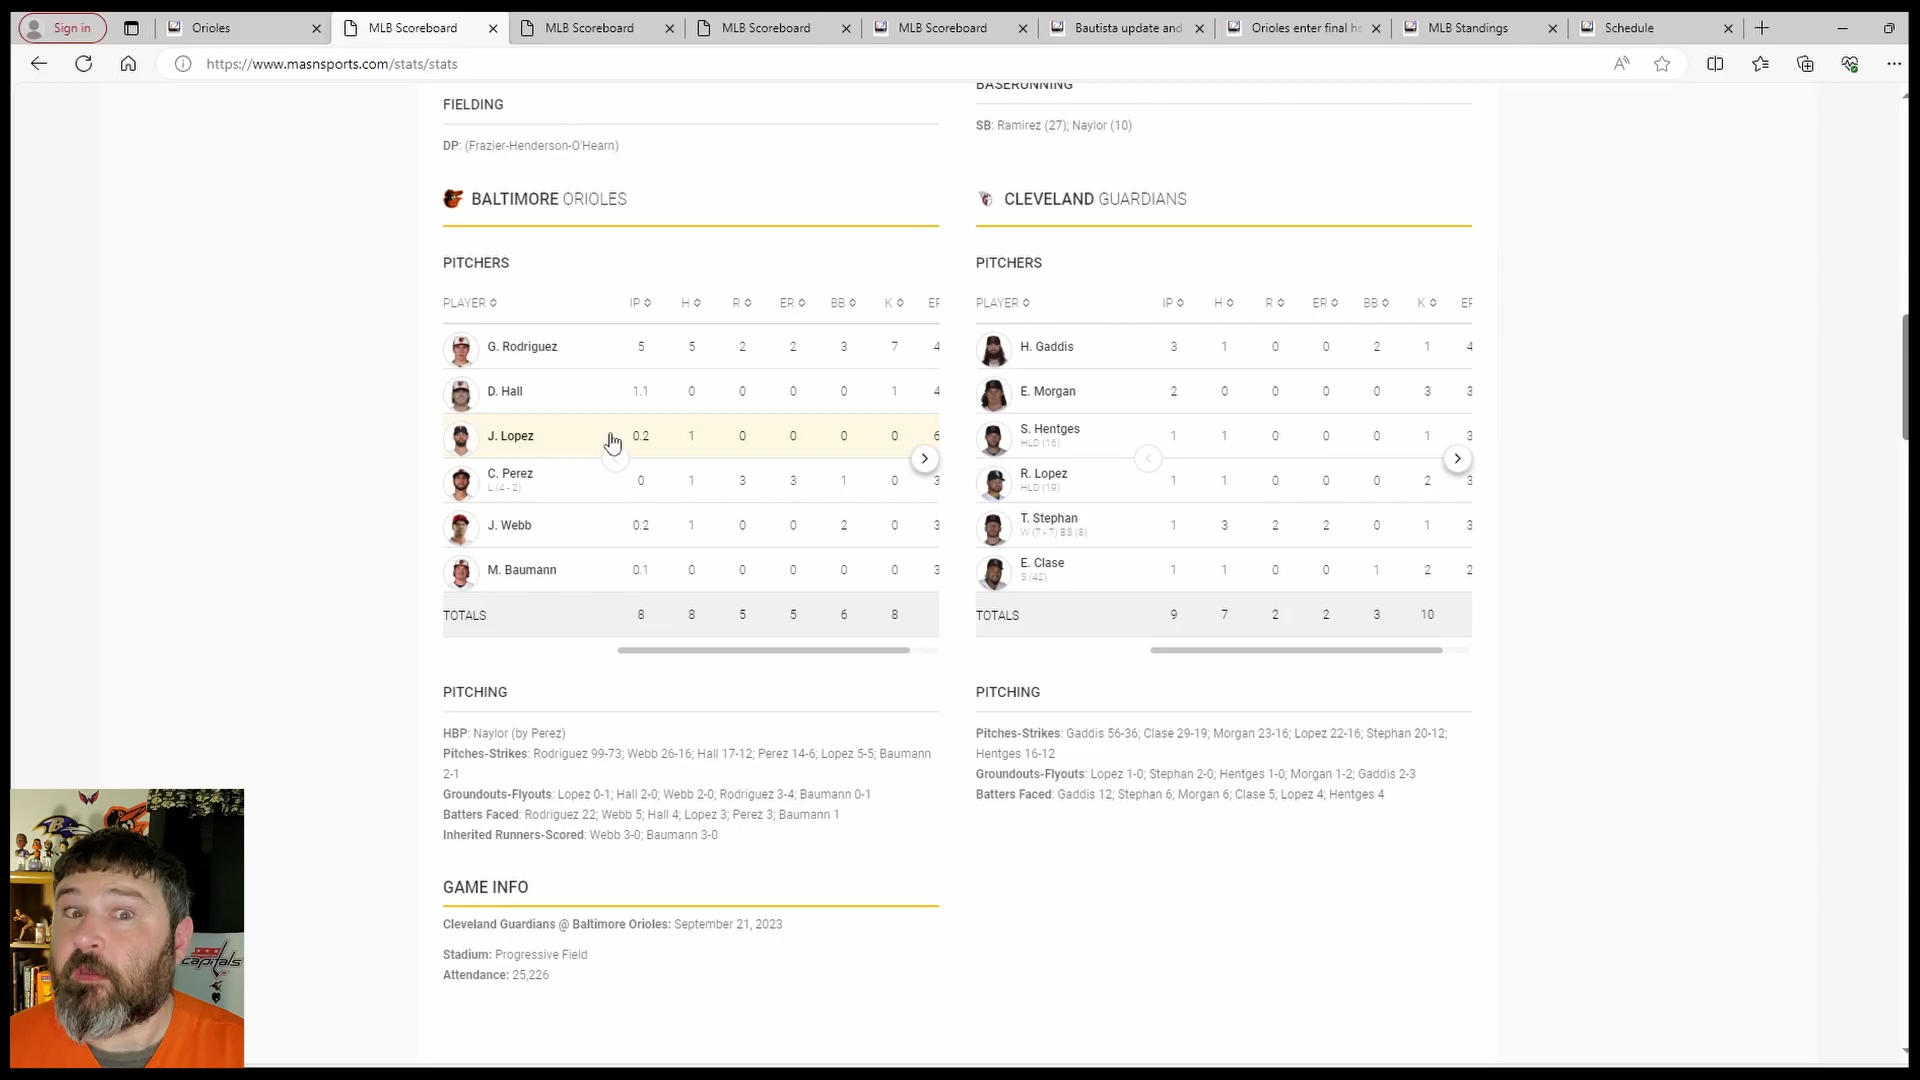 Sign in
Orioles
MLB Scoreboard
MLB Scoreboard
MLB Scoreboard
MLB Scoreboard
Bautista update and
Orioles enter final h
MLB Standings
Schedule
https://www.masnsports.com/stats/stats
FIELDING
DP: (Frazier-Henderson-O'Hearn)
BASERUNNING
SB: Ramirez (27); Naylor (10)
BALTIMORE ORIOLES
PITCHERS
PLAYER IP H R ER BB K EF
G. Rodriguez 5 5 2 2 3 7 4
D. Hall 1.1 0 0 0 0 1 4
J. Lopez 0.2 1 0 0 0 0 6
C. Perez 0 1 3 3 1 0 3
L (4 - 2)
J. Webb 0.2 1 0 0 2 0 3
M. Baumann 0.1 0 0 0 0 0 3
TOTALS 8 8 5 5 6 8
PITCHING
HBP: Naylor (by Perez)
Pitches-Strikes: Rodriguez 99-73; Webb 26-16; Hall 17-12; Perez 14-6; Lopez 5-5; Baumann
2-1
Groundouts-Flyouts: Lopez 0-1; Hall 2-0; Webb 2-0; Rodriguez 3-4; Baumann 0-1
Batters Faced: Rodriguez 22; Webb 5; Hall 4; Lopez 3; Perez 3; Baumann 1
Inherited Runners-Scored: Webb 3-0; Baumann 3-0
CLEVELAND GUARDIANS
PITCHERS
PLAYER IP H R ER BB K EF
H. Gaddis 3 1 0 0 2 1 4
E. Morgan 2 0 0 0 0 3 3
S. Hentges 1 1 0 0 0 1 3
HLD (16)
R. Lopez 1 1 0 0 0 2 3
HLD (19)
T. Stephan 1 3 2 2 0 1 3
W (7 - 7) BS (8)
E. Clase 1 1 0 0 1 2 2
S (42)
TOTALS 9 7 2 2 3 10
PITCHING
Pitches-Strikes: Gaddis 56-36; Clase 29-19; Morgan 23-16; Lopez 22-16; Stephan 20-12;
Hentges 16-12
Groundouts-Flyouts: Lopez 1-0; Stephan 2-0; Hentges 1-0; Morgan 1-2; Gaddis 2-3
Batters Faced: Gaddis 12; Stephan 6; Morgan 6; Clase 5; Lopez 4; Hentges 4
GAME INFO
Cleveland Guardians @ Baltimore Orioles: September 21, 2023
Stadium: Progressive Field
Attendance: 25,226
capitals